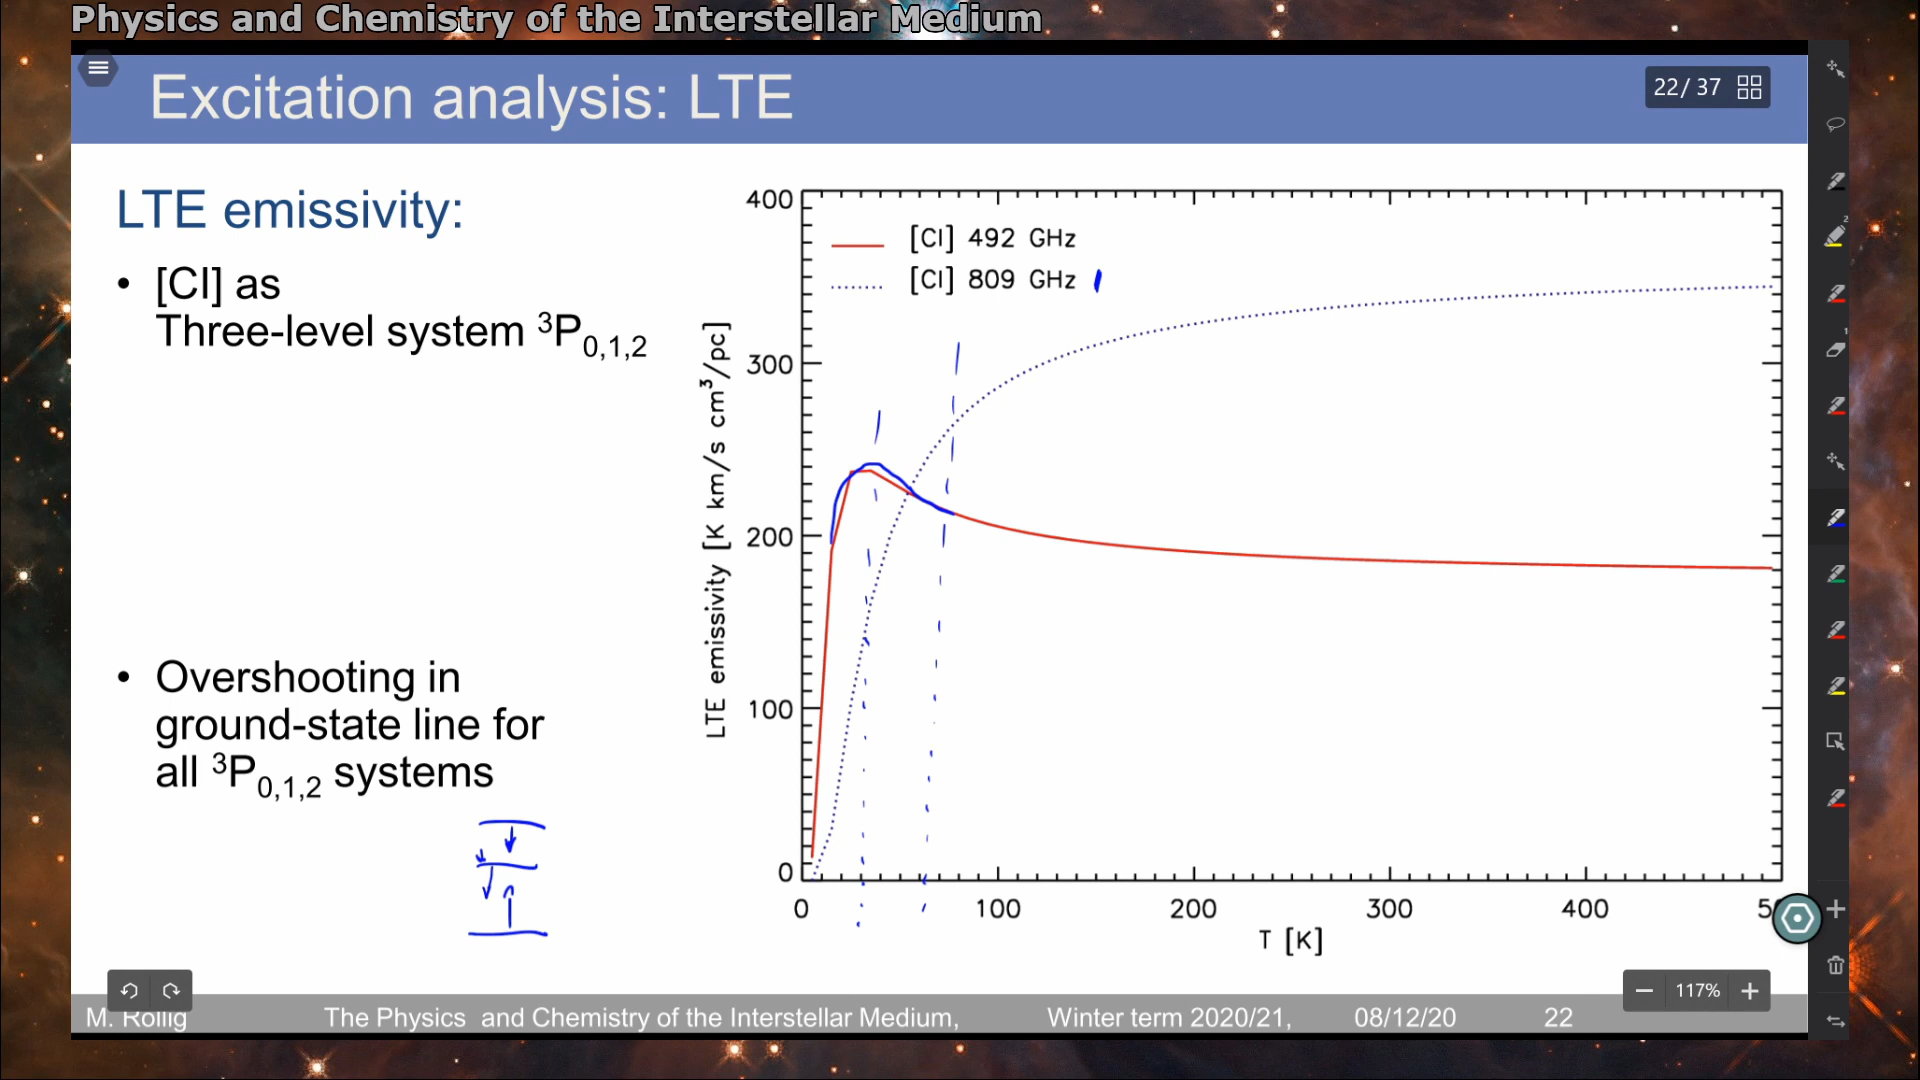 Physics and Chemistry of the Interstellar Medium
Excitation analysis: LTE
22/ 37
LTE emissivity:
• [CI] as
Three-level system ³P₀,₁,₂
• Overshooting in
ground-state line for
all ³P₀,₁,₂ systems
[CI] 492 GHz
[CI] 809 GHz
LTE emissivity [K km/s cm³/pc]
400
300
200
100
0
0 100 200 300 400
T [K]
117%
M. Röllig The Physics and Chemistry of the Interstellar Medium, Winter term 2020/21, 08/12/20 22
2
1